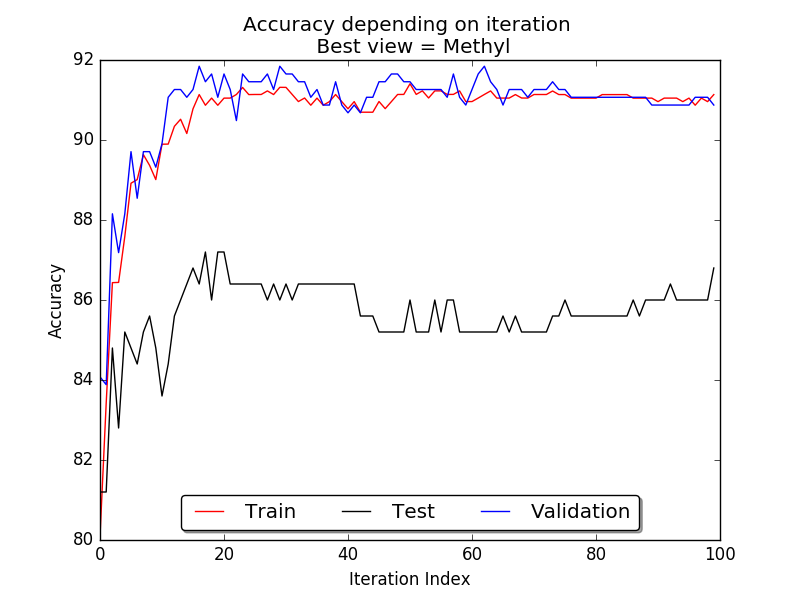 Accuracy depending on iteration
Best view = Methyl
92
90
88
86
84
82
80
Accuracy
Train Test Validation
0 20 40 60 80 100
Iteration Index